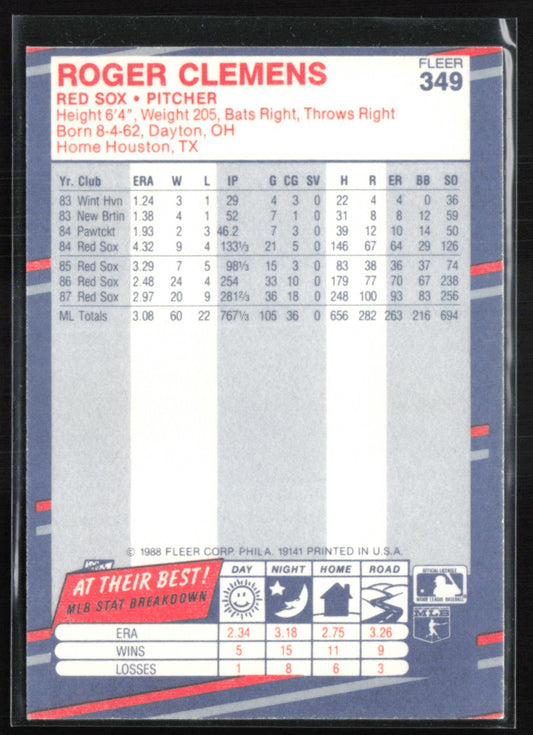 ROGER CLEMENS
FLEER
349
RED SOX • PITCHER
Height 6'4", Weight 205, Bats Right, Throws Right
Born 8-4-62, Dayton, OH
Home Houston, TX
Yr. Club ERA W L IP G CG SV H R ER BB SO
83 Wint Hvn 1.24 3 1 29 4 3 0 22 4 4 0 36
83 New Brtin 1.38 4 1 52 7 1 0 31 8 8 12 59
84 Pawtckt 1.93 2 3 46.2 7 3 0 39 12 10 14 50
84 Red Sox 4.32 9 4 133⅓ 21 5 0 146 67 64 29 126
85 Red Sox 3.29 7 5 98⅓ 15 3 0 83 38 36 37 74
86 Red Sox 2.48 24 4 254 33 10 0 179 77 70 67 238
87 Red Sox 2.97 20 9 281⅔ 36 18 0 248 100 93 83 256
ML Totals 3.08 60 22 767⅓ 105 36 0 656 282 263 216 694
© 1988 FLEER CORP. PHILA. 19141 PRINTED IN U.S.A.
AT THEIR BEST!
MLB STAT BREAKDOWN
DAY NIGHT HOME ROAD
ERA 2.34 3.18 2.75 3.26
WINS 5 15 11 9
LOSSES 1 8 6 3
OFFICIAL LICENSEE
MAJOR LEAGUE BASEBALL
MLB